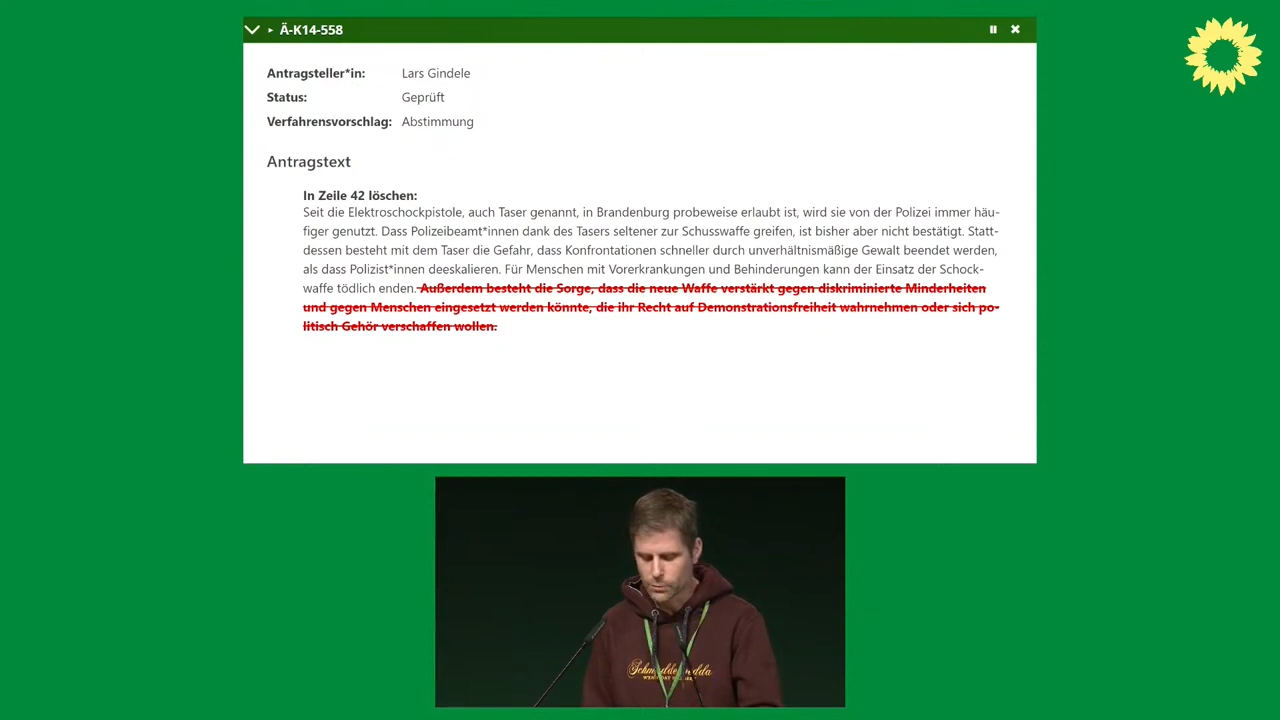 Ä-K14-558
Antragsteller*in: Lars Gindele
Status: Geprüft
Verfahrensvorschlag: Abstimmung
Antragstext
In Zeile 42 löschen:
Seit die Elektroschockpistole, auch Taser genannt, in Brandenburg probeweise erlaubt ist, wird sie von der Polizei immer häu-
figer genutzt. Dass Polizeibeamt*innen dank des Tasers seltener zur Schusswaffe greifen, ist bisher aber nicht bestätigt. Statt-
dessen besteht mit dem Taser die Gefahr, dass Konfrontationen schneller durch unverhältnismäßige Gewalt beendet werden,
als dass Polizist*innen deeskalieren. Für Menschen mit Vorerkrankungen und Behinderungen kann der Einsatz der Schock-
waffe tödlich enden. Außerdem besteht die Sorge, dass die neue Waffe verstärkt gegen diskriminierte Minderheiten
und gegen Menschen eingesetzt werden könnte, die ihr Recht auf Demonstrationsfreiheit wahrnehmen oder sich po-
litisch Gehör verschaffen wollen.